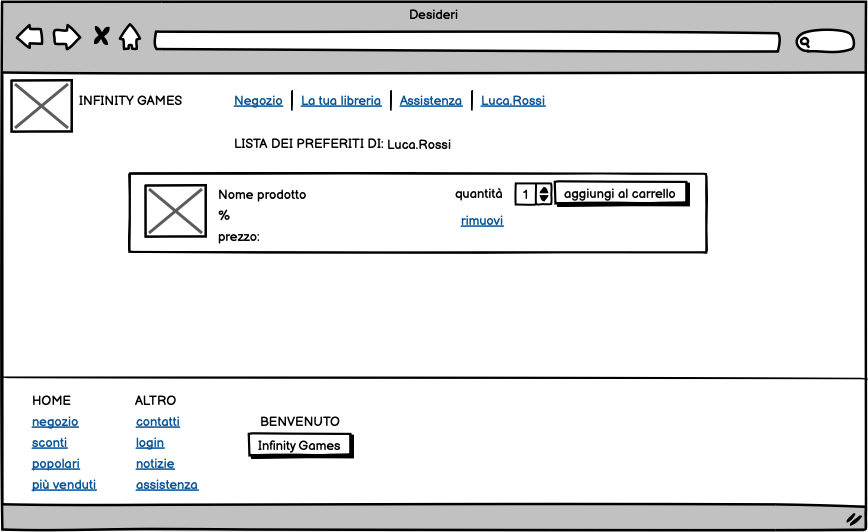 Desideri
INFINITY GAMES
Negozio | La tua libreria | Assistenza | Luca.Rossi
LISTA DEI PREFERITI DI: Luca.Rossi
Nome prodotto
%
prezzo:
quantità 1 aggiungi al carrello
rimuovi
HOME
negozio
sconti
popolari
più venduti
ALTRO
contatti
login
notizie
assistenza
BENVENUTO
Infinity Games